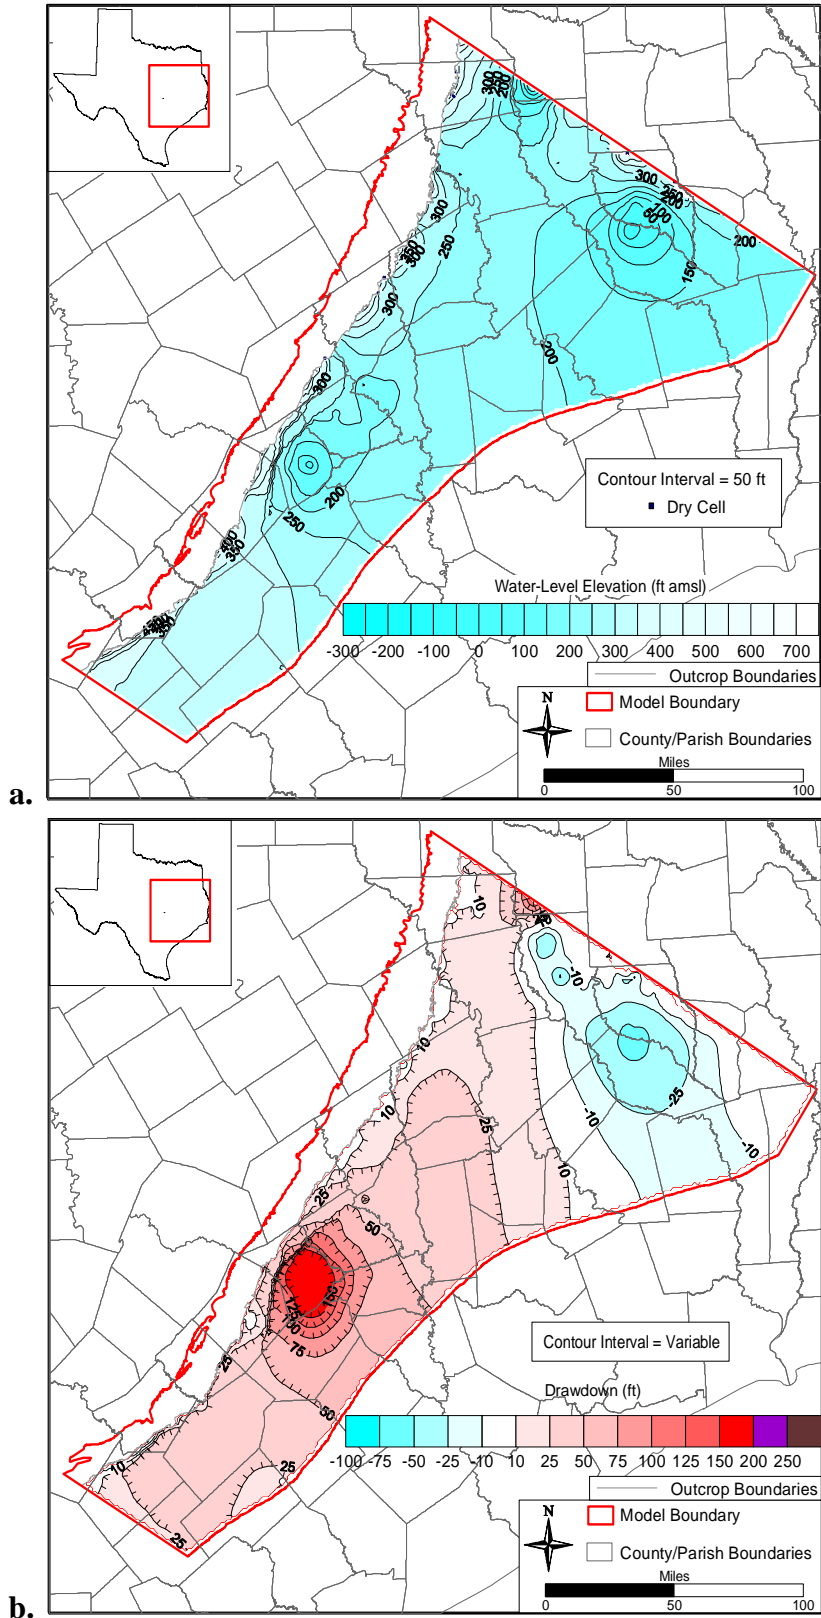 300
250
200
300
250
200
100
50
200
150
300
250
350
300
300
200
300
200
250
400
350
350
Contour Interval = 50 ft
Dry Cell
Water-Level Elevation (ft amsl)
-300 -200 -100 0 100 200 300 400 500 600 700
Outcrop Boundaries
N
Model Boundary
County/Parish Boundaries
Miles
0 50 100
a.
10
-10
10
10
25
-25
-10
-10
10
25
50
150
125
100
75
25
50
25
10
25
Contour Interval = Variable
Drawdown (ft)
-100 -75 -50 -25 -10 10 25 50 75 100 125 150 200 250
Outcrop Boundaries
N
Model Boundary
County/Parish Boundaries
Miles
0 50 100
b.